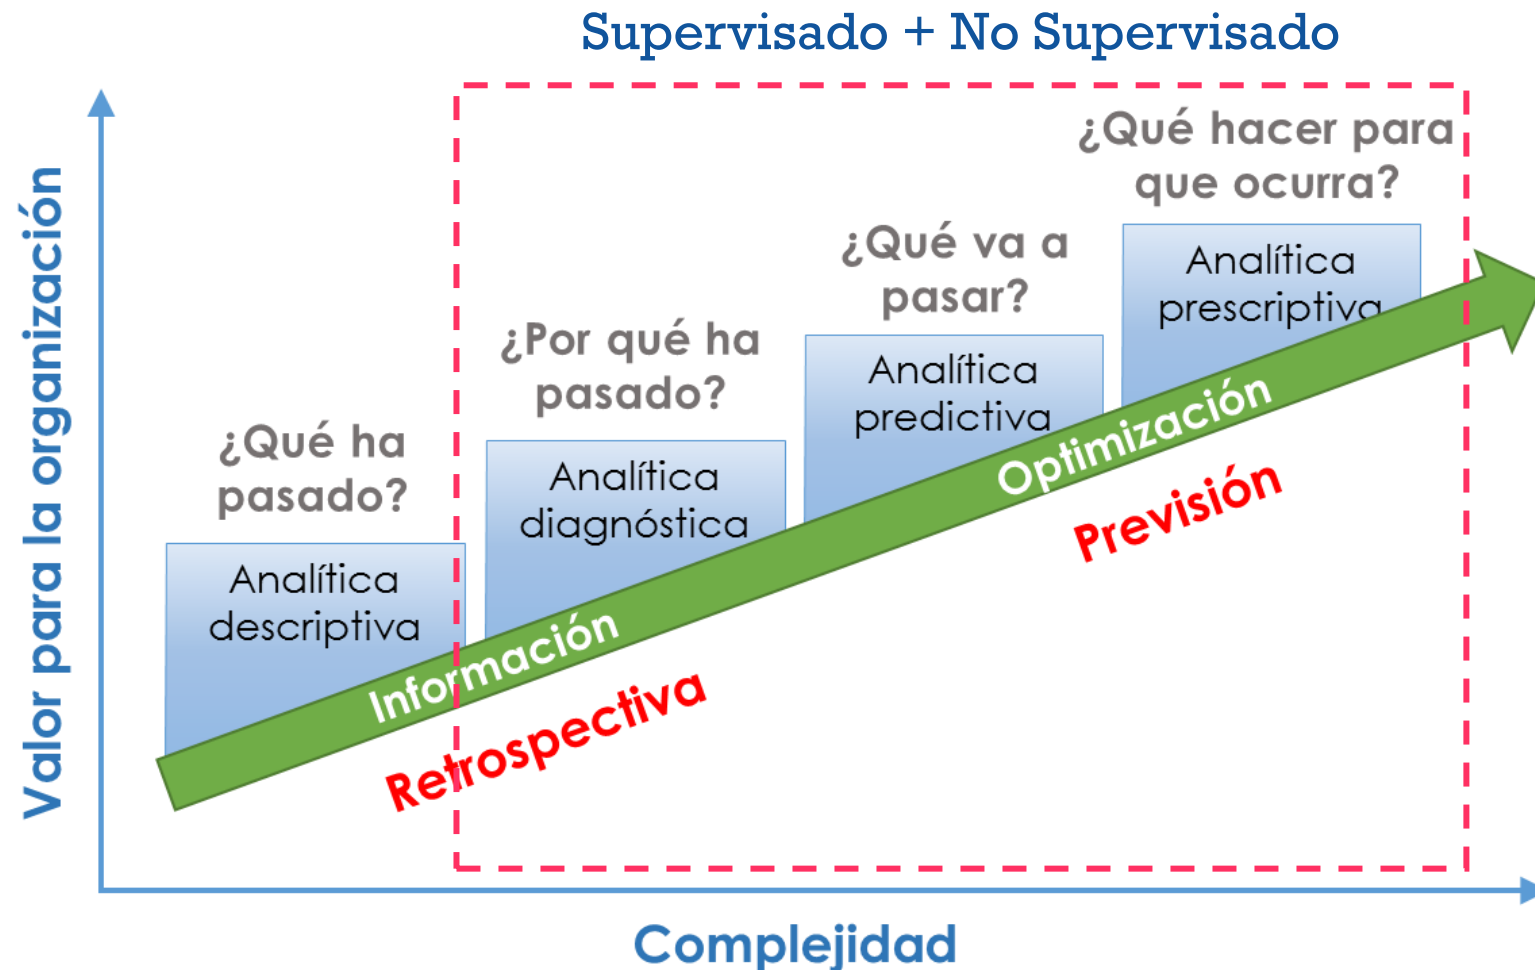 Supervisado + No Supervisado
Valor para la organización
¿Qué ha
pasado?
Analítica
descriptiva
¿Por qué ha
pasado?
Analítica
diagnóstica
¿Qué va a
pasar?
Analítica
predictiva
¿Qué hacer para
que ocurra?
Analítica
prescriptiva
Información
Optimización
Retrospectiva
Previsión
Complejidad